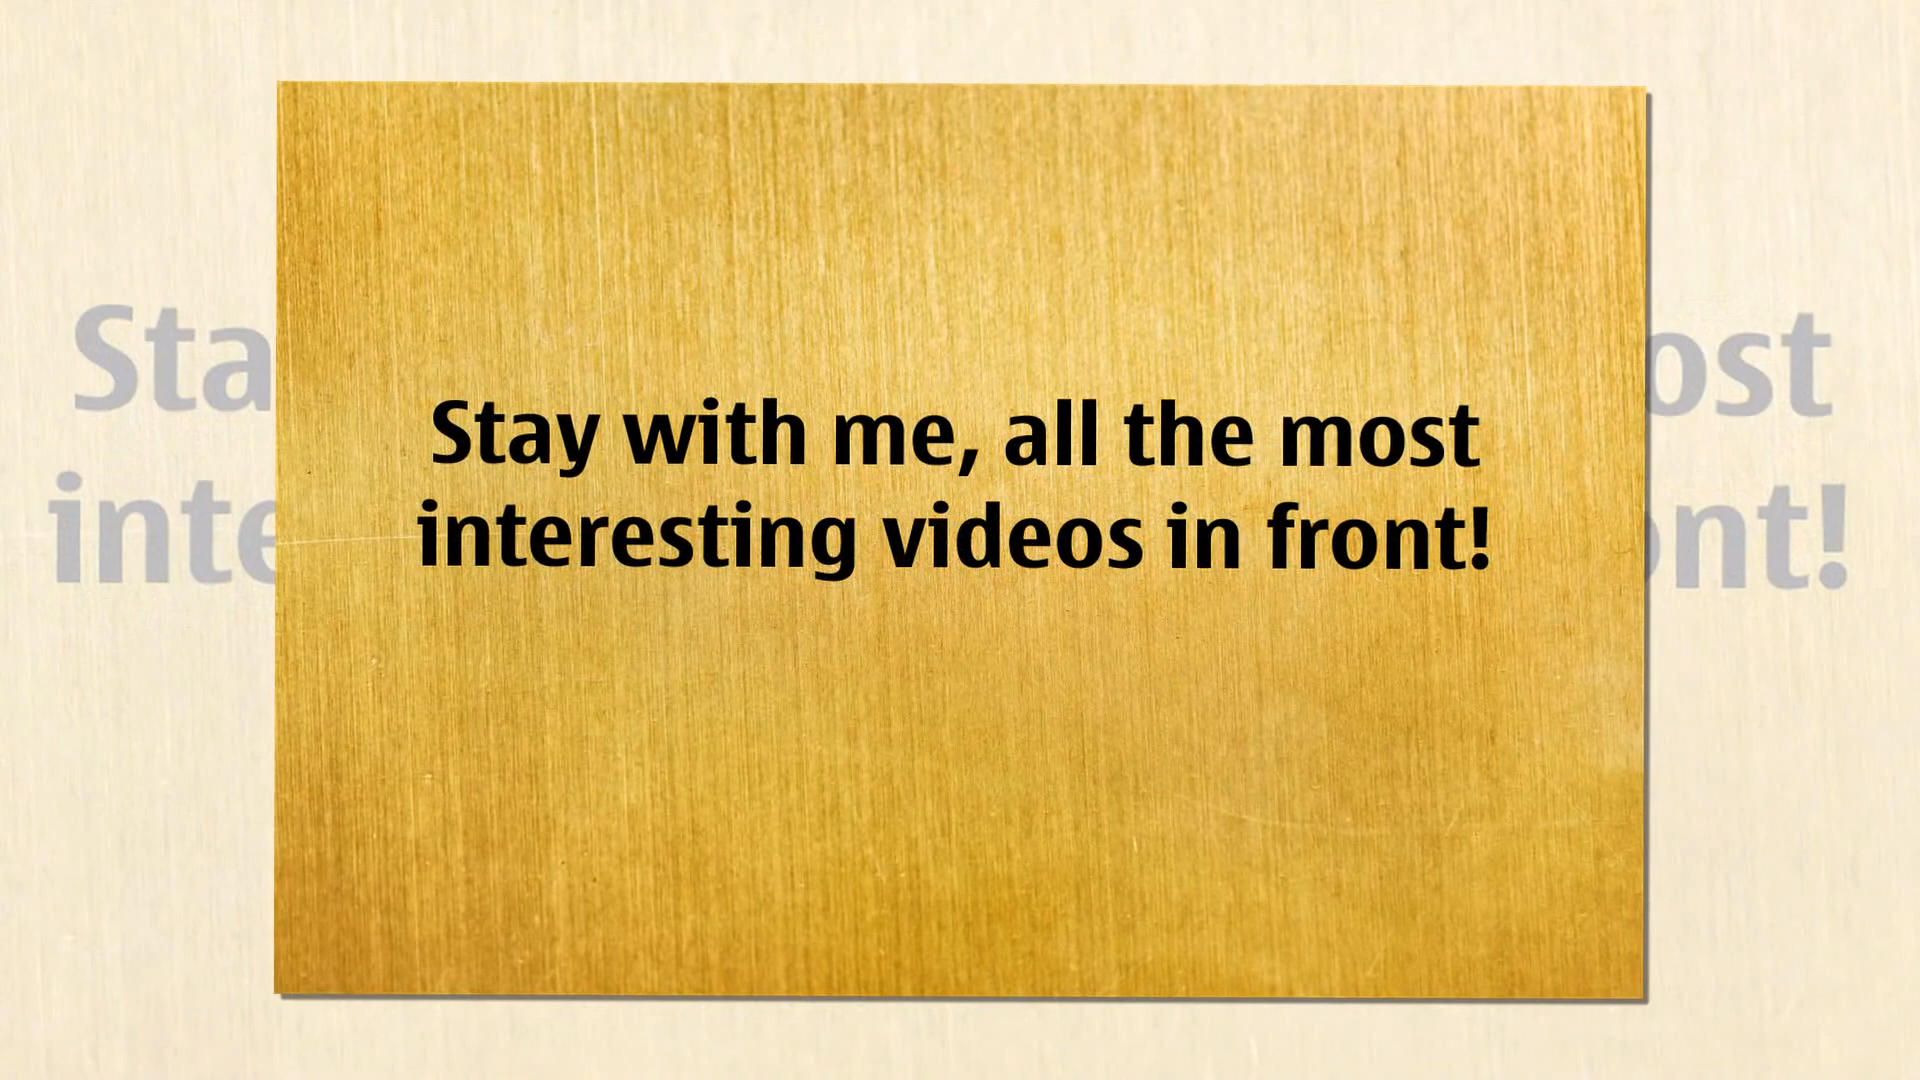 Stay with me, all the most
interesting videos in front!